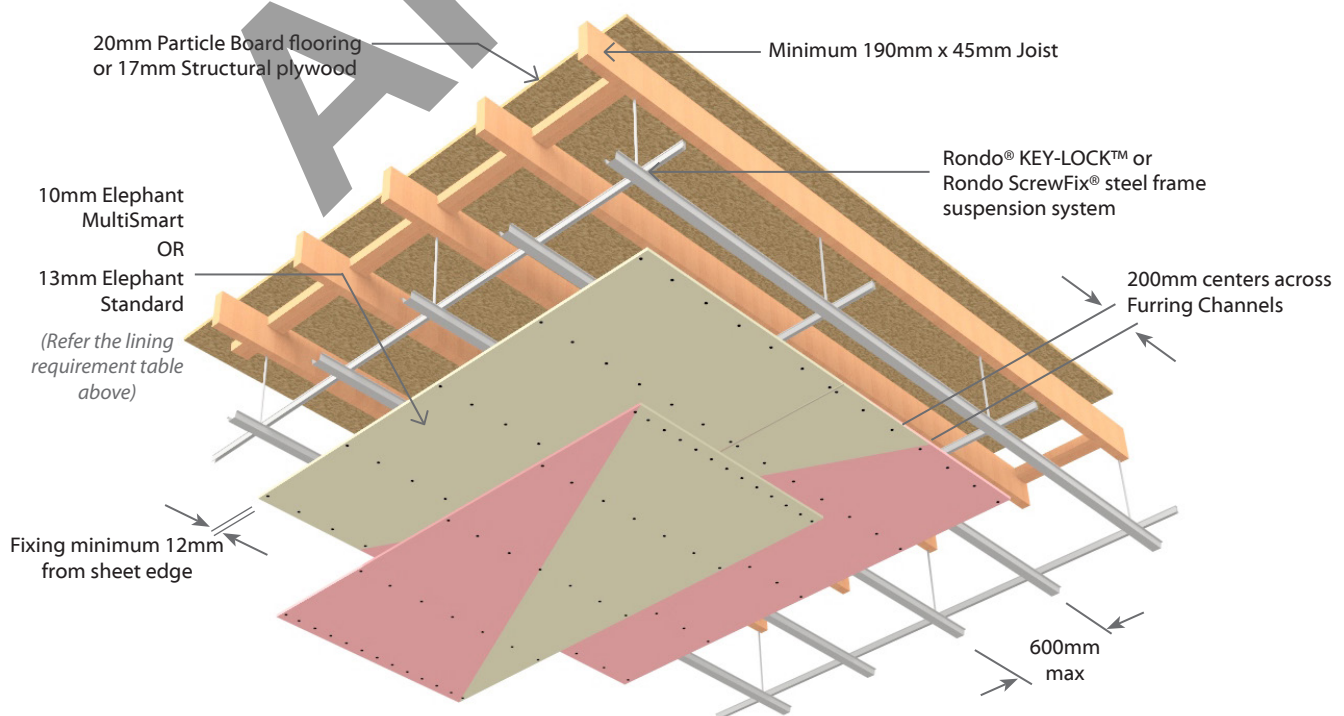 20mm Particle Board flooring
or 17mm Structural plywood
Minimum 190mm x 45mm Joist
Rondo® KEY-LOCK™ or
Rondo ScrewFix® steel frame
suspension system
10mm Elephant
MultiSmart
OR
13mm Elephant
Standard
(Refer the lining
requirement table
above)
200mm centers across
Furring Channels
Fixing minimum 12mm
from sheet edge
600mm
max